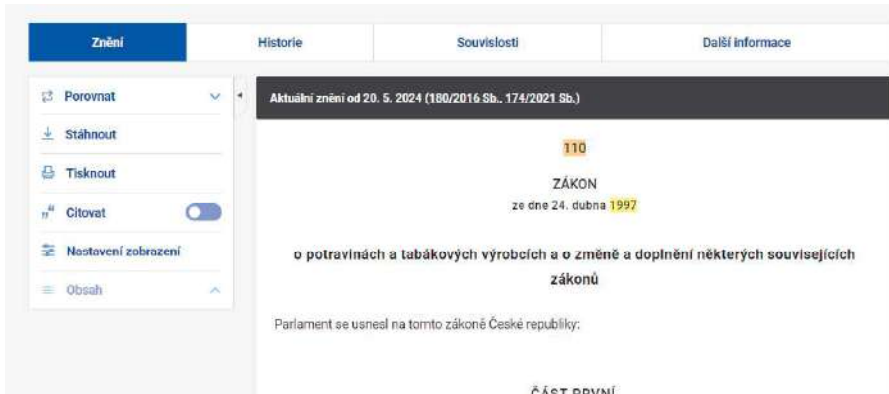 Znění
Historie
Souvislosti
Další informace
Porovnat
Stáhnout
Tisknout
Citovat
Nastavení zobrazení
Obsah
Aktuální znění od 20. 5. 2024 (180/2016 Sb., 174/2021 Sb.)
110
ZÁKON
ze dne 24. dubna 1997
o potravinách a tabákových výrobcích a o změně a doplnění některých souvisejících
zákonů
Parlament se usnesl na tomto zákoně České republiky:
ČÁST PRVNÍ